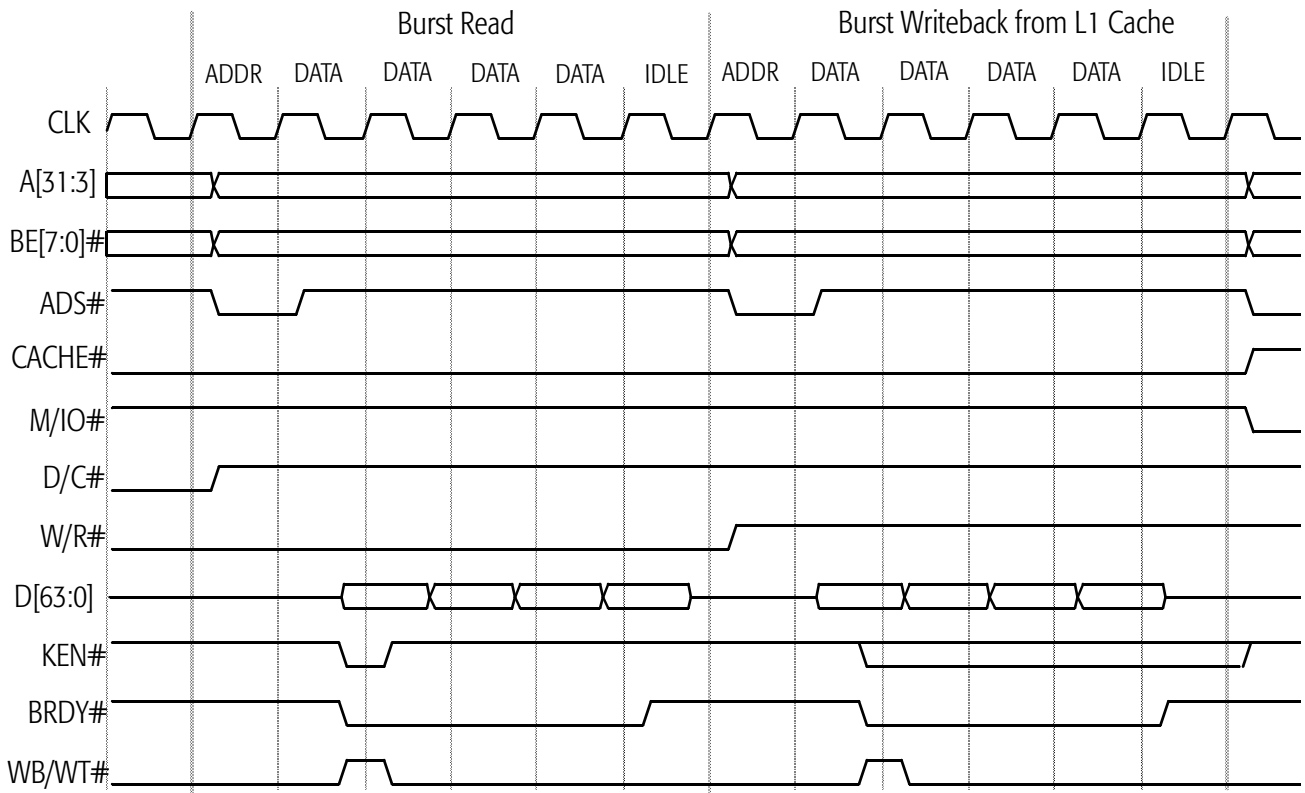 Burst Read Burst Writeback from L1 Cache
ADDR DATA DATA DATA DATA IDLE ADDR DATA DATA DATA DATA IDLE
CLK
A[31:3]
BE[7:0]#
ADS#
CACHE#
M/IO#
D/C#
W/R#
D[63:0]
KEN#
BRDY#
WB/WT#